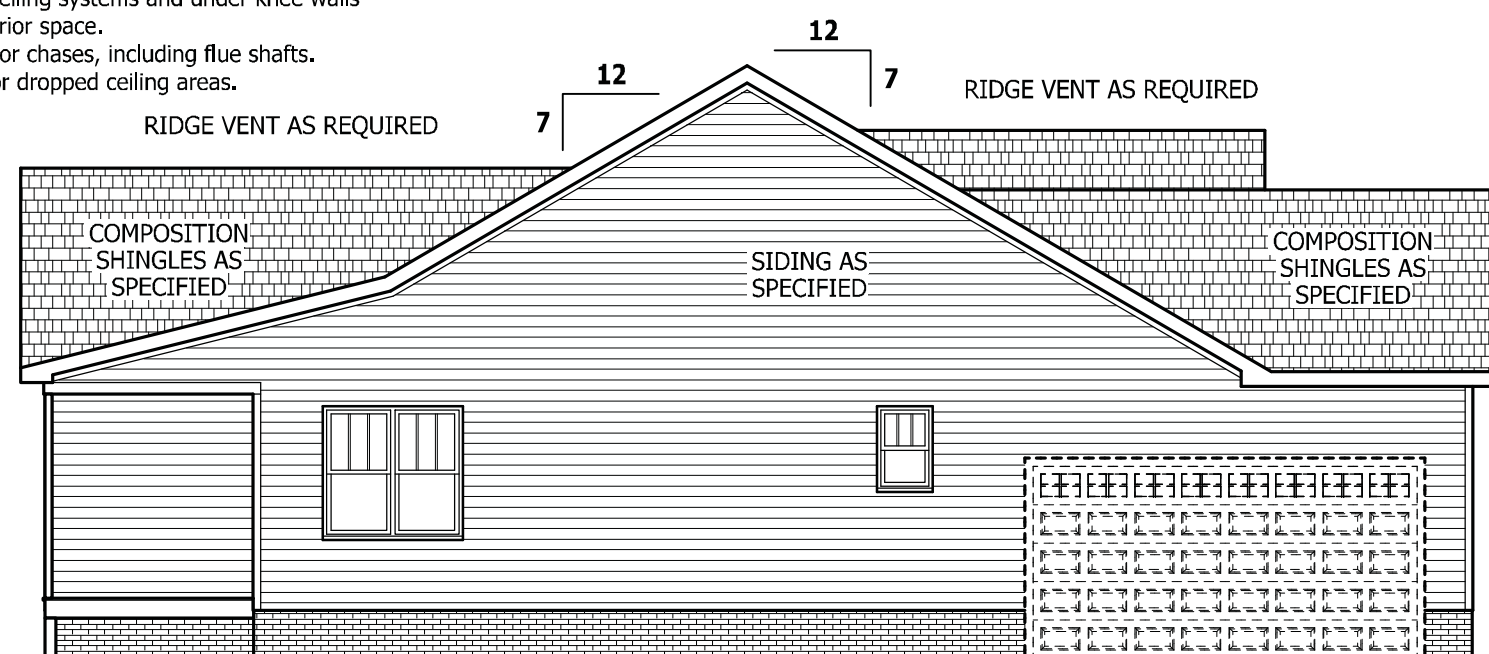 ceiling systems and under knee walls
rior space.
or chases, including flue shafts.
or dropped ceiling areas.
12
7
RIDGE VENT AS REQUIRED
12
7
RIDGE VENT AS REQUIRED
COMPOSITION
SHINGLES AS
SPECIFIED
SIDING AS
SPECIFIED
COMPOSITION
SHINGLES AS
SPECIFIED